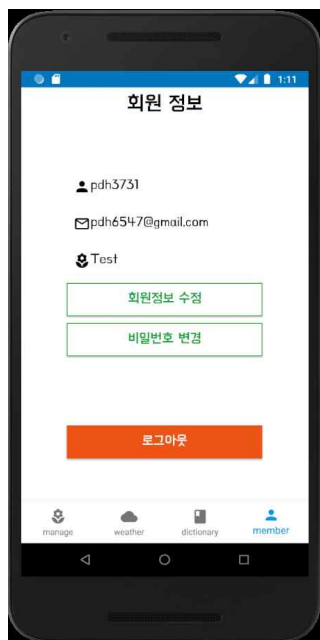 1:11
회원 정보
pdh3731
pdh6547@gmail.com
Test
회원정보 수정
비밀번호 변경
로그아웃
manage weather dictionary member